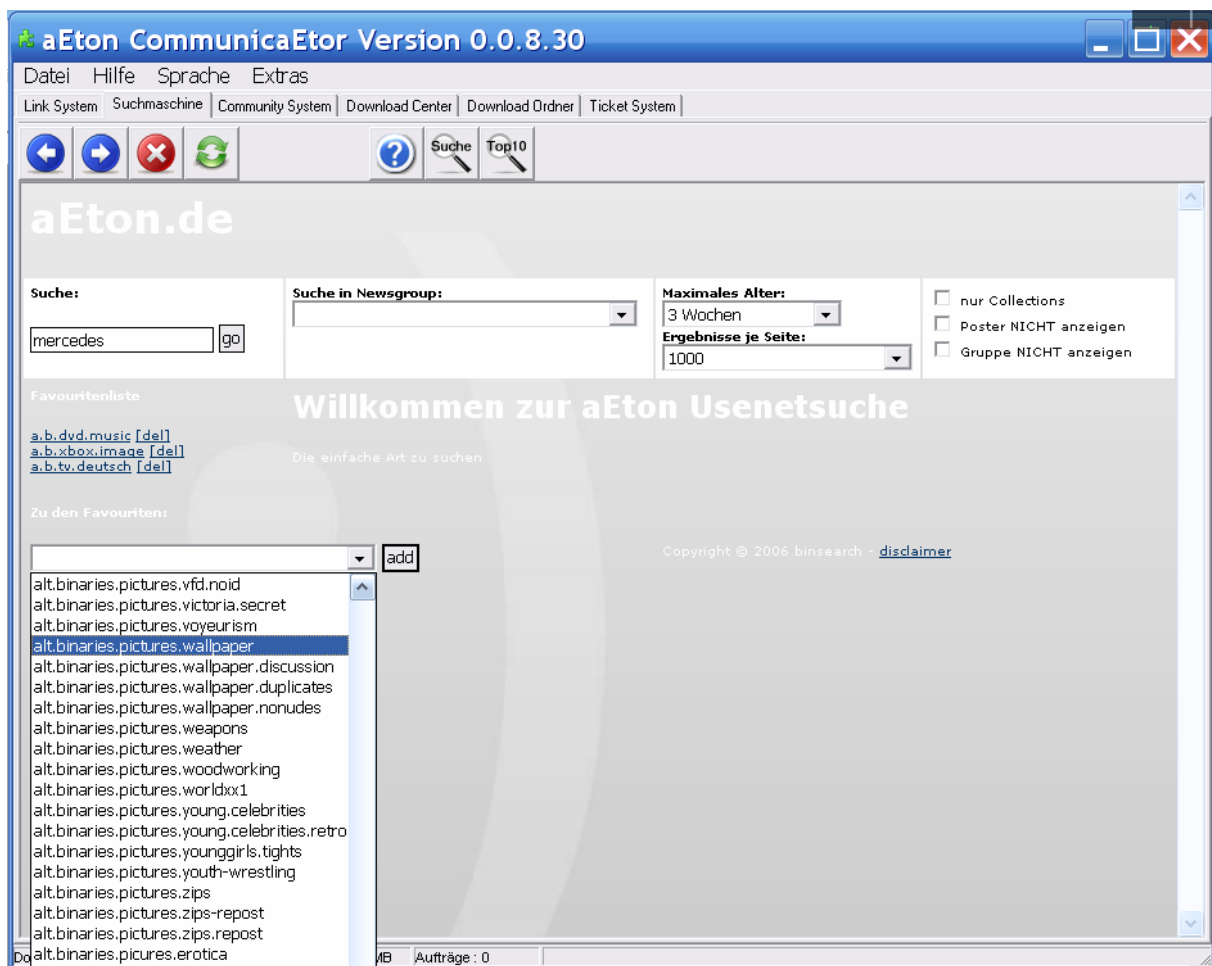 aEton CommunicaEtor Version 0.0.8.30
Datei Hilfe Sprache Extras
Link System Suchmaschine Community System Download Center Download Ordner Ticket System
Suche Top10
aEton.de
Suche:
mercedes go
Suche in Newsgroup:
Maximales Alter:
3 Wochen
Ergebnisse je Seite:
1000
nur Collections
Poster NICHT anzeigen
Gruppe NICHT anzeigen
Favouritenliste
a.b.dvd.music [del]
a.b.xbox.image [del]
a.b.tv.deutsch [del]
Willkommen zur aEton Usenetsuche
Die einfache Art zu suchen
Zu den Favouriten:
add
Copyright © 2006 binsearch - disclaimer
alt.binaries.pictures.vfd.noid
alt.binaries.pictures.victoria.secret
alt.binaries.pictures.voyeurism
alt.binaries.pictures.wallpaper
alt.binaries.pictures.wallpaper.discussion
alt.binaries.pictures.wallpaper.duplicates
alt.binaries.pictures.wallpaper.nonudes
alt.binaries.pictures.weapons
alt.binaries.pictures.weather
alt.binaries.pictures.woodworking
alt.binaries.pictures.worldxx1
alt.binaries.pictures.young.celebrities
alt.binaries.pictures.young.celebrities.retro
alt.binaries.pictures.younggirls.tights
alt.binaries.pictures.youth-wrestling
alt.binaries.pictures.zips
alt.binaries.pictures.zips-repost
alt.binaries.pictures.zips.repost
alt.binaries.picures.erotica
Do MB Aufträge : 0